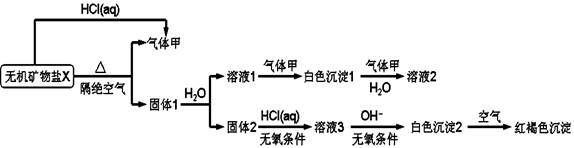 HCl(aq)
气体甲
无机矿物盐X
△
隔绝空气
固体1
H₂O
溶液1
气体甲
白色沉淀1
气体甲
H₂O
溶液2
固体2
HCl(aq)
无氧条件
溶液3
OH⁻
无氧条件
白色沉淀2
空气
红褐色沉淀